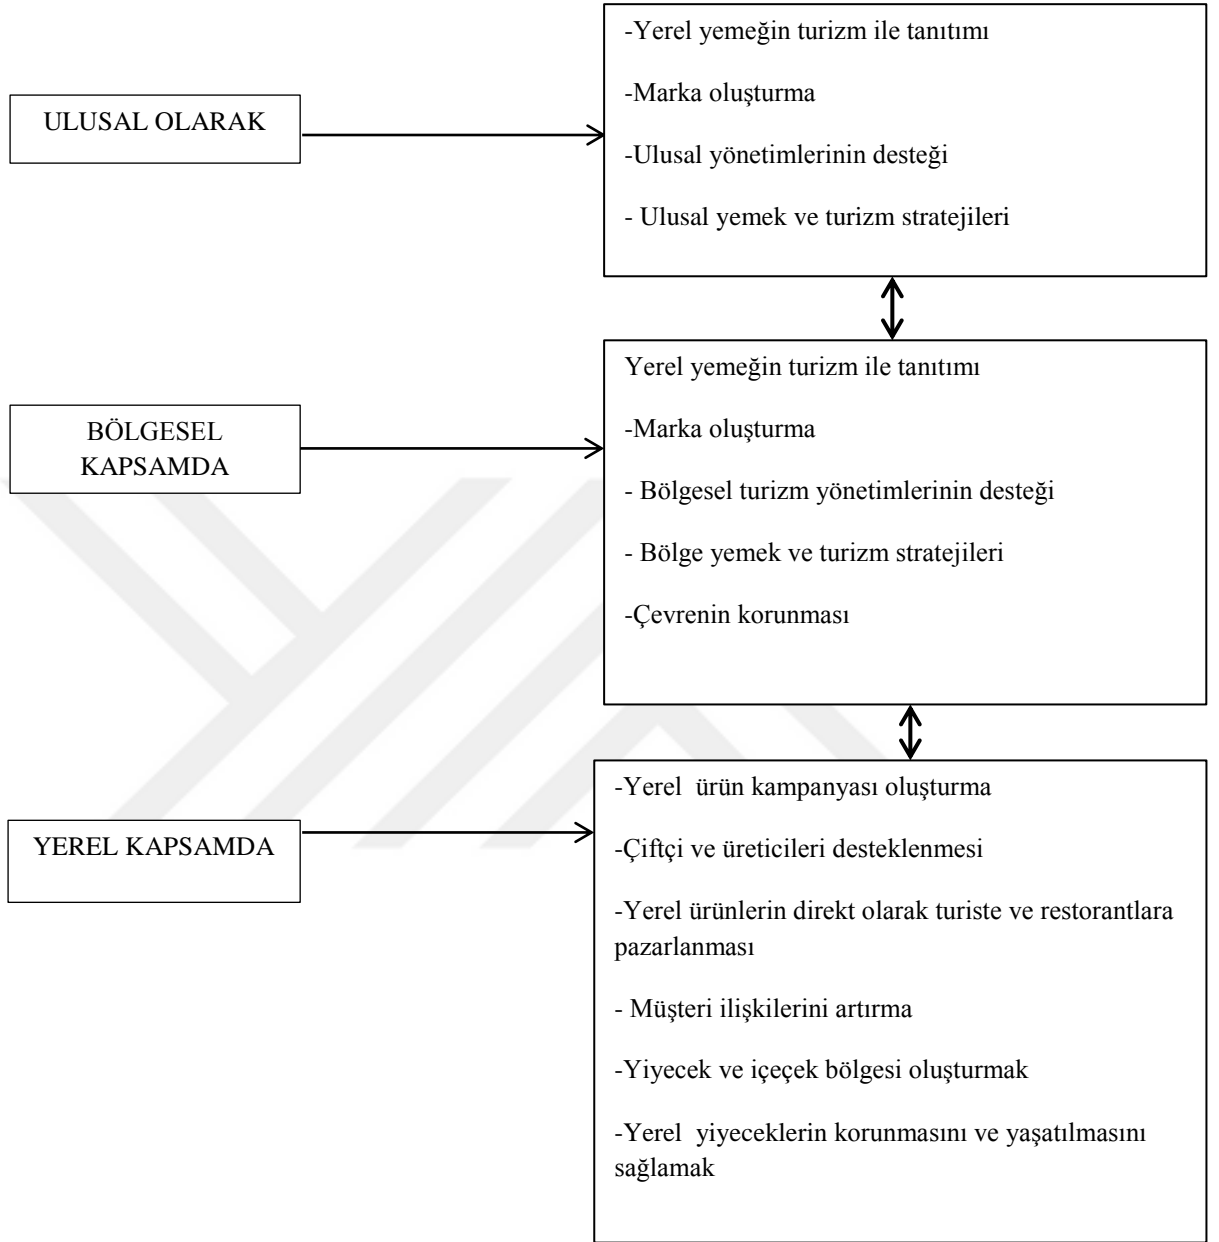 ULUSAL OLARAK
-Yerel yemeğin turizm ile tanıtımı
-Marka oluşturma
-Ulusal yönetimlerinin desteği
- Ulusal yemek ve turizm stratejileri
BÖLGESEL
KAPSAMDA
Yerel yemeğin turizm ile tanıtımı
-Marka oluşturma
- Bölgesel turizm yönetimlerinin desteği
- Bölge yemek ve turizm stratejileri
-Çevrenin korunması
YEREL KAPSAMDA
-Yerel  ürün kampanyası oluşturma
-Çiftçi ve üreticileri desteklenmesi
-Yerel ürünlerin direkt olarak turiste ve restorantlara
pazarlanması
- Müşteri ilişkilerini artırma
-Yiyecek ve içeçek bölgesi oluşturmak
-Yerel  yiyeceklerin korunmasını ve yaşatılmasını
sağlamak